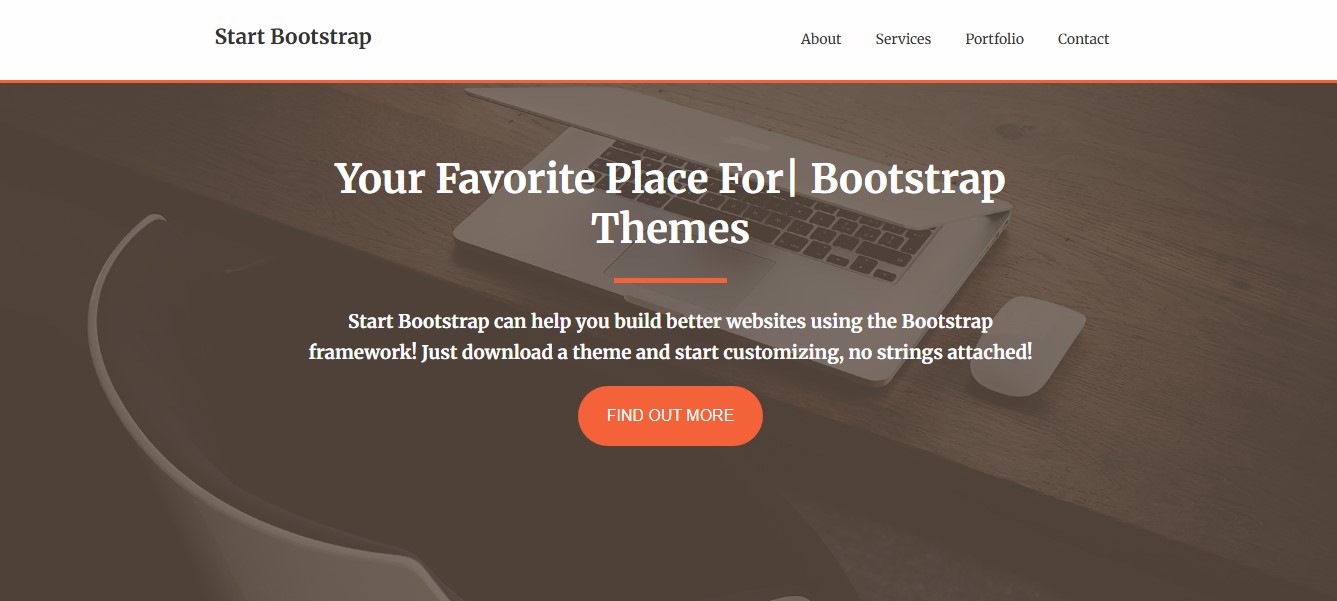 Start Bootstrap
About Services Portfolio Contact
Your Favorite Place For| Bootstrap
Themes
Start Bootstrap can help you build better websites using the Bootstrap
framework! Just download a theme and start customizing, no strings attached!
FIND OUT MORE